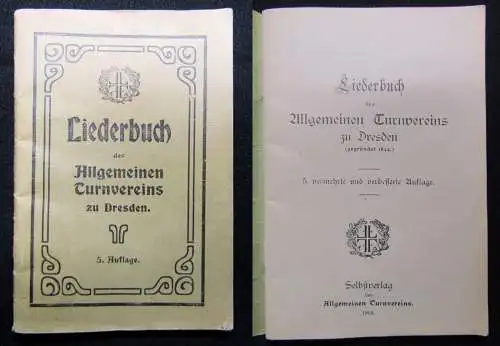 Liederbuch
des
Allgemeinen
Turnvereins
zu Dresden.
5. Auflage.
Liederbuch
des
Allgemeinen Turnvereins
zu Dresden
(gegründet 1844.)
5. vermehrte und verbesserte Auflage.
Selbstverlag
des
Allgemeinen Turnvereins.